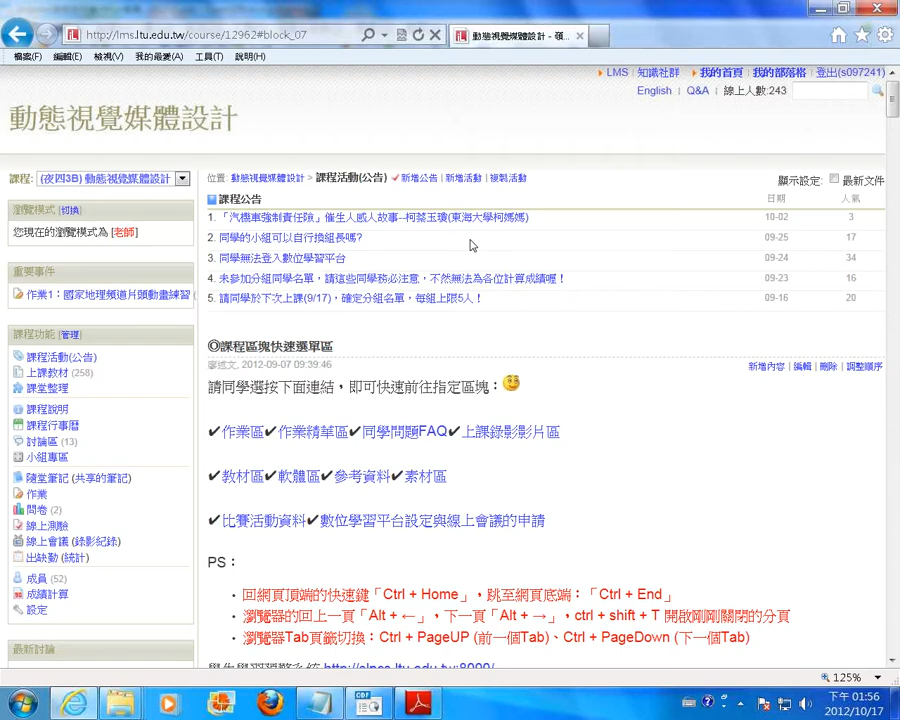 http://lms.ltu.edu.tw/course/12962#block_07
動態視覺媒體設計 - 碩...
檔案(F) 編輯(E) 檢視(V) 我的最愛(A) 工具(T) 說明(H)
LMS | 知識社群 我的首頁 我的部落格 登出(s097241)
English | Q&A | 線上人數:243
動態視覺媒體設計
課程: (夜四3B) 動態視覺媒體設計
瀏覽模式 [切換]
您現在的瀏覽模式為 [老師]
重要事件
作業1：國家地理頻道片頭動畫練習
課程功能 [管理]
課程活動(公告)
上課教材 (258)
課堂整理
課程說明
課程行事曆
討論區 (13)
小組專區
隨堂筆記 (共享的筆記)
作業
問卷 (2)
線上測驗
線上會議 (錄影紀錄)
出缺勤 (統計)
成員 (52)
成績計算
設定
最新討論
位置: 動態視覺媒體設計 > 課程活動(公告) 新增公告 | 新增活動 | 複製活動
顯示設定: 最新文件
課程公告 日期 人氣
1. 「汽機車強制責任險」催生人感人故事--柯蔡玉瓊(東海大學柯媽媽) 10-02 3
2. 同學的小組可以自行換組長嗎? 09-25 17
3. 同學無法登入數位學習平台 09-24 34
4. 未參加分組同學名單，請這些同學務必注意，不然無法為各位計算成績喔！ 09-23 16
5. 請同學於下次上課(9/17)，確定分組名單，每組上限5人！ 09-16 20
◎課程區塊快速選單區
廖述文, 2012-09-07 09:39:46
新增內容 | 編輯 | 刪除 | 調整順序
請同學選按下面連結，即可快速前往指定區塊：
✔作業區✔作業精華區✔同學問題FAQ✔上課錄影影片區
✔教材區✔軟體區✔參考資料✔素材區
✔比賽活動資料✔數位學習平台設定與線上會議的申請
PS：
• 回網頁頂端的快速鍵「Ctrl + Home」，跳至網頁底端：「Ctrl + End」
• 瀏覽器的回上一頁「Alt + ←」，下一頁「Alt + →」，ctrl + shift + T 開啟剛剛關閉的分頁
• 瀏覽器Tab頁籤切換：Ctrl + PageUP (前一個Tab)、Ctrl + PageDown (下一個Tab)
學生學習預警系統 http://alpcs.ltu.edu.tw:8090/
125%
CDF
下午 01:56
2012/10/17